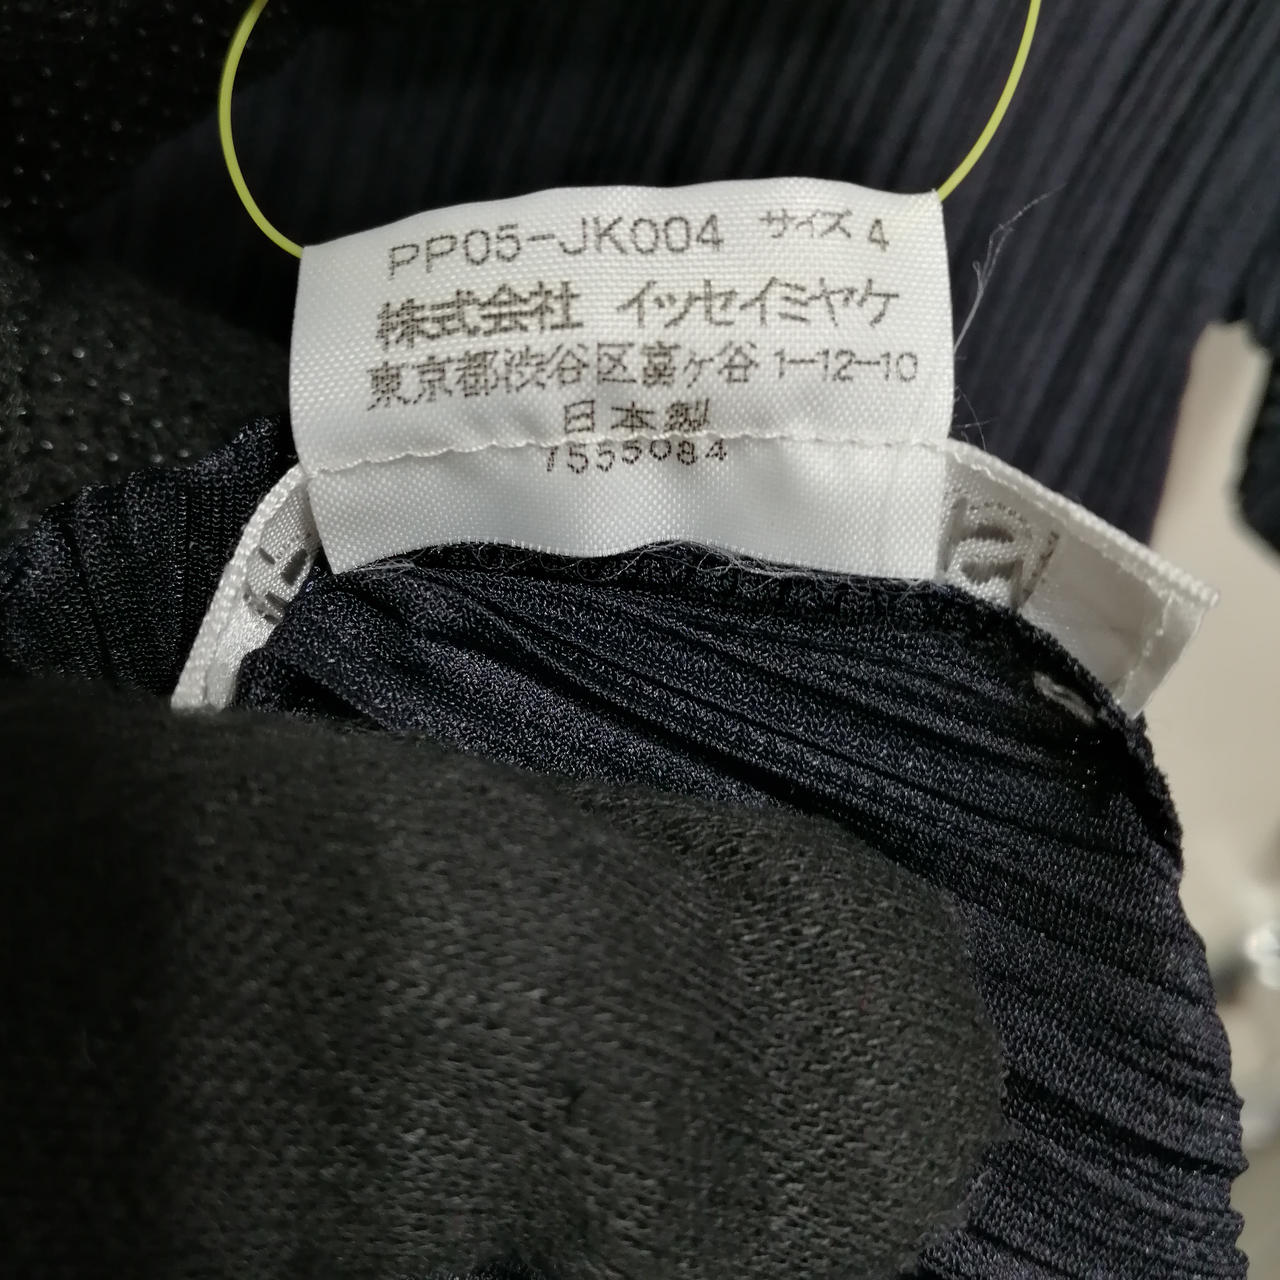 PP05-JK004 サイズ 4
株式会社 イッセイミヤケ
東京都渋谷区富ヶ谷 1-12-10
日本製
7555084